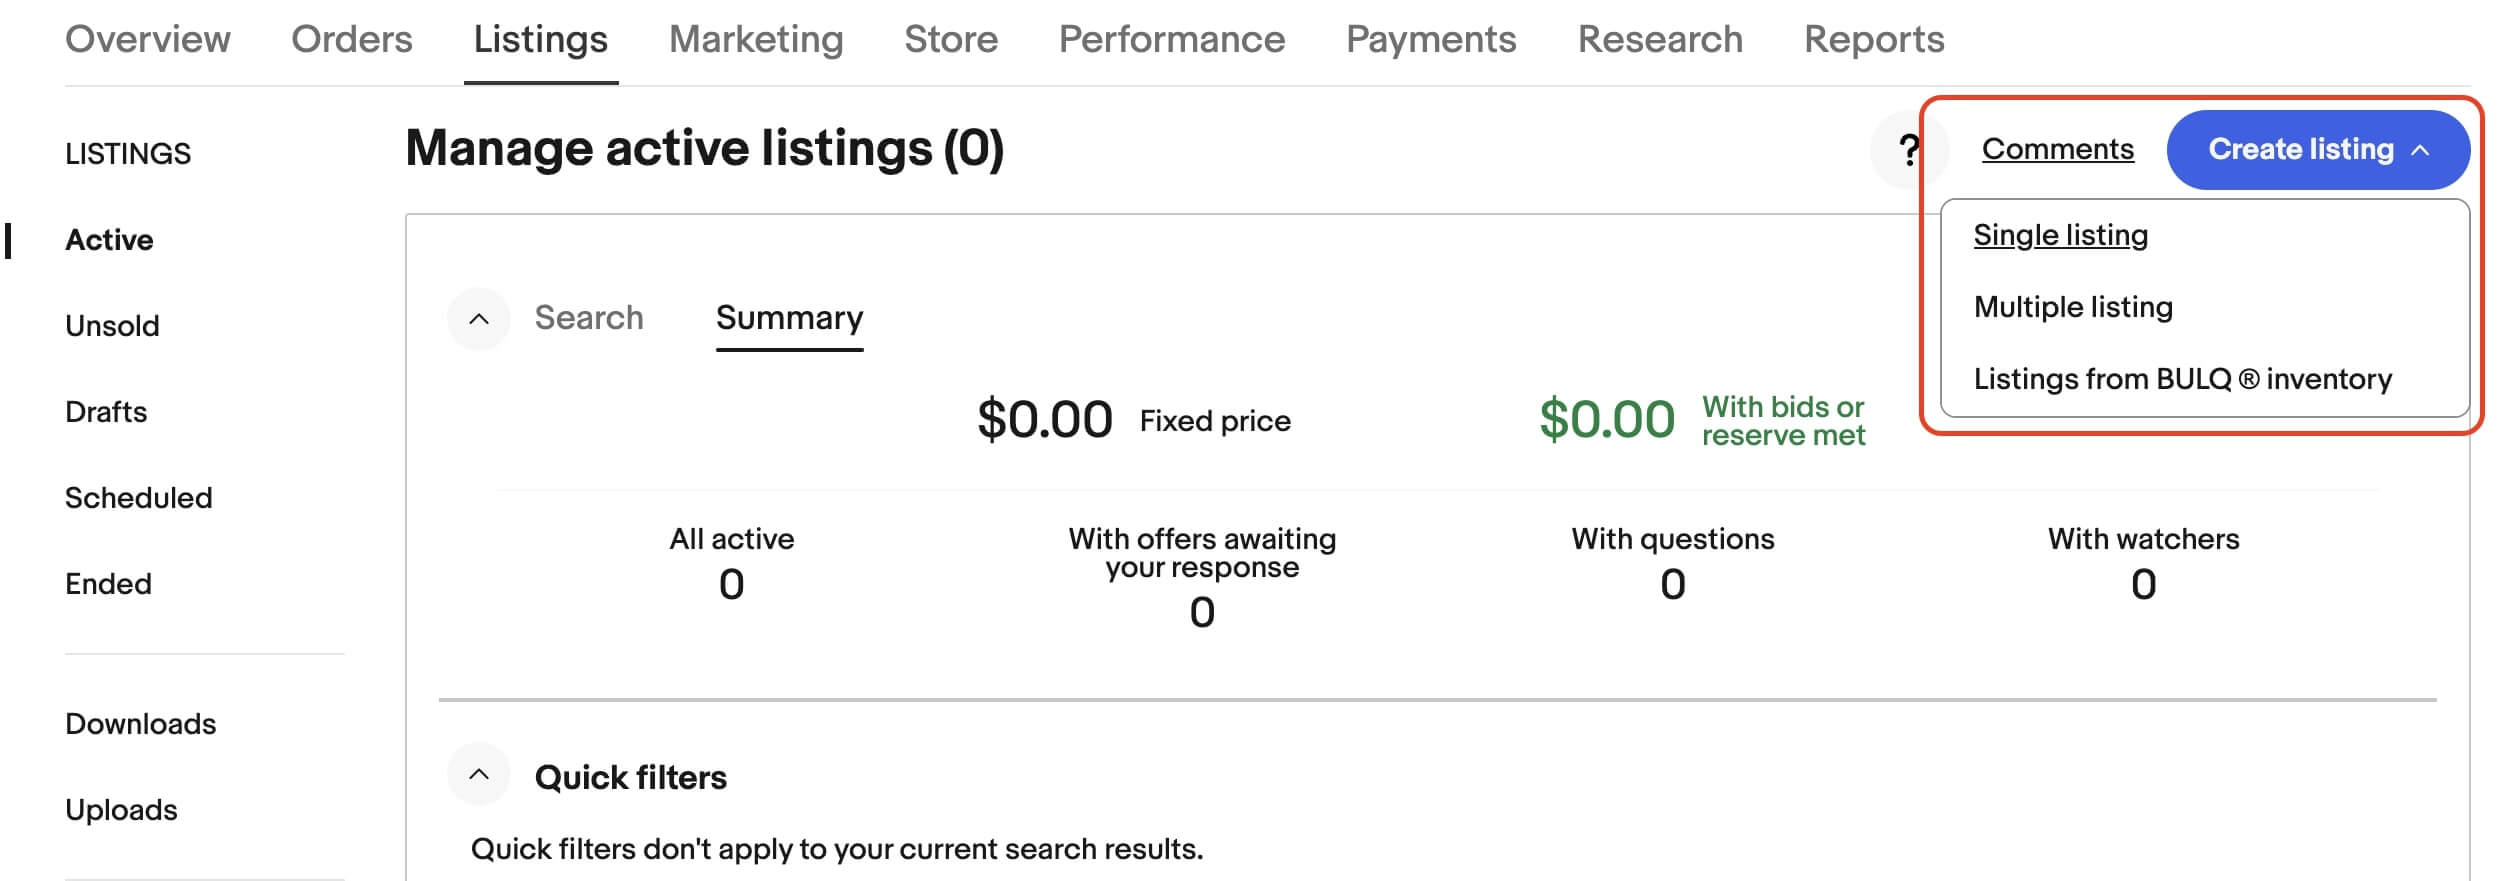 Overview Orders Listings Marketing Store Performance Payments Research Reports
LISTINGS
Active
Unsold
Drafts
Scheduled
Ended
Downloads
Uploads
Manage active listings (0)
? Comments Create listing
Single listing
Multiple listing
Listings from BULQ ® inventory
Search Summary
$0.00 Fixed price
$0.00 With bids or
reserve met
All active
0
With offers awaiting
your response
0
With questions
0
With watchers
0
Quick filters
Quick filters don't apply to your current search results.